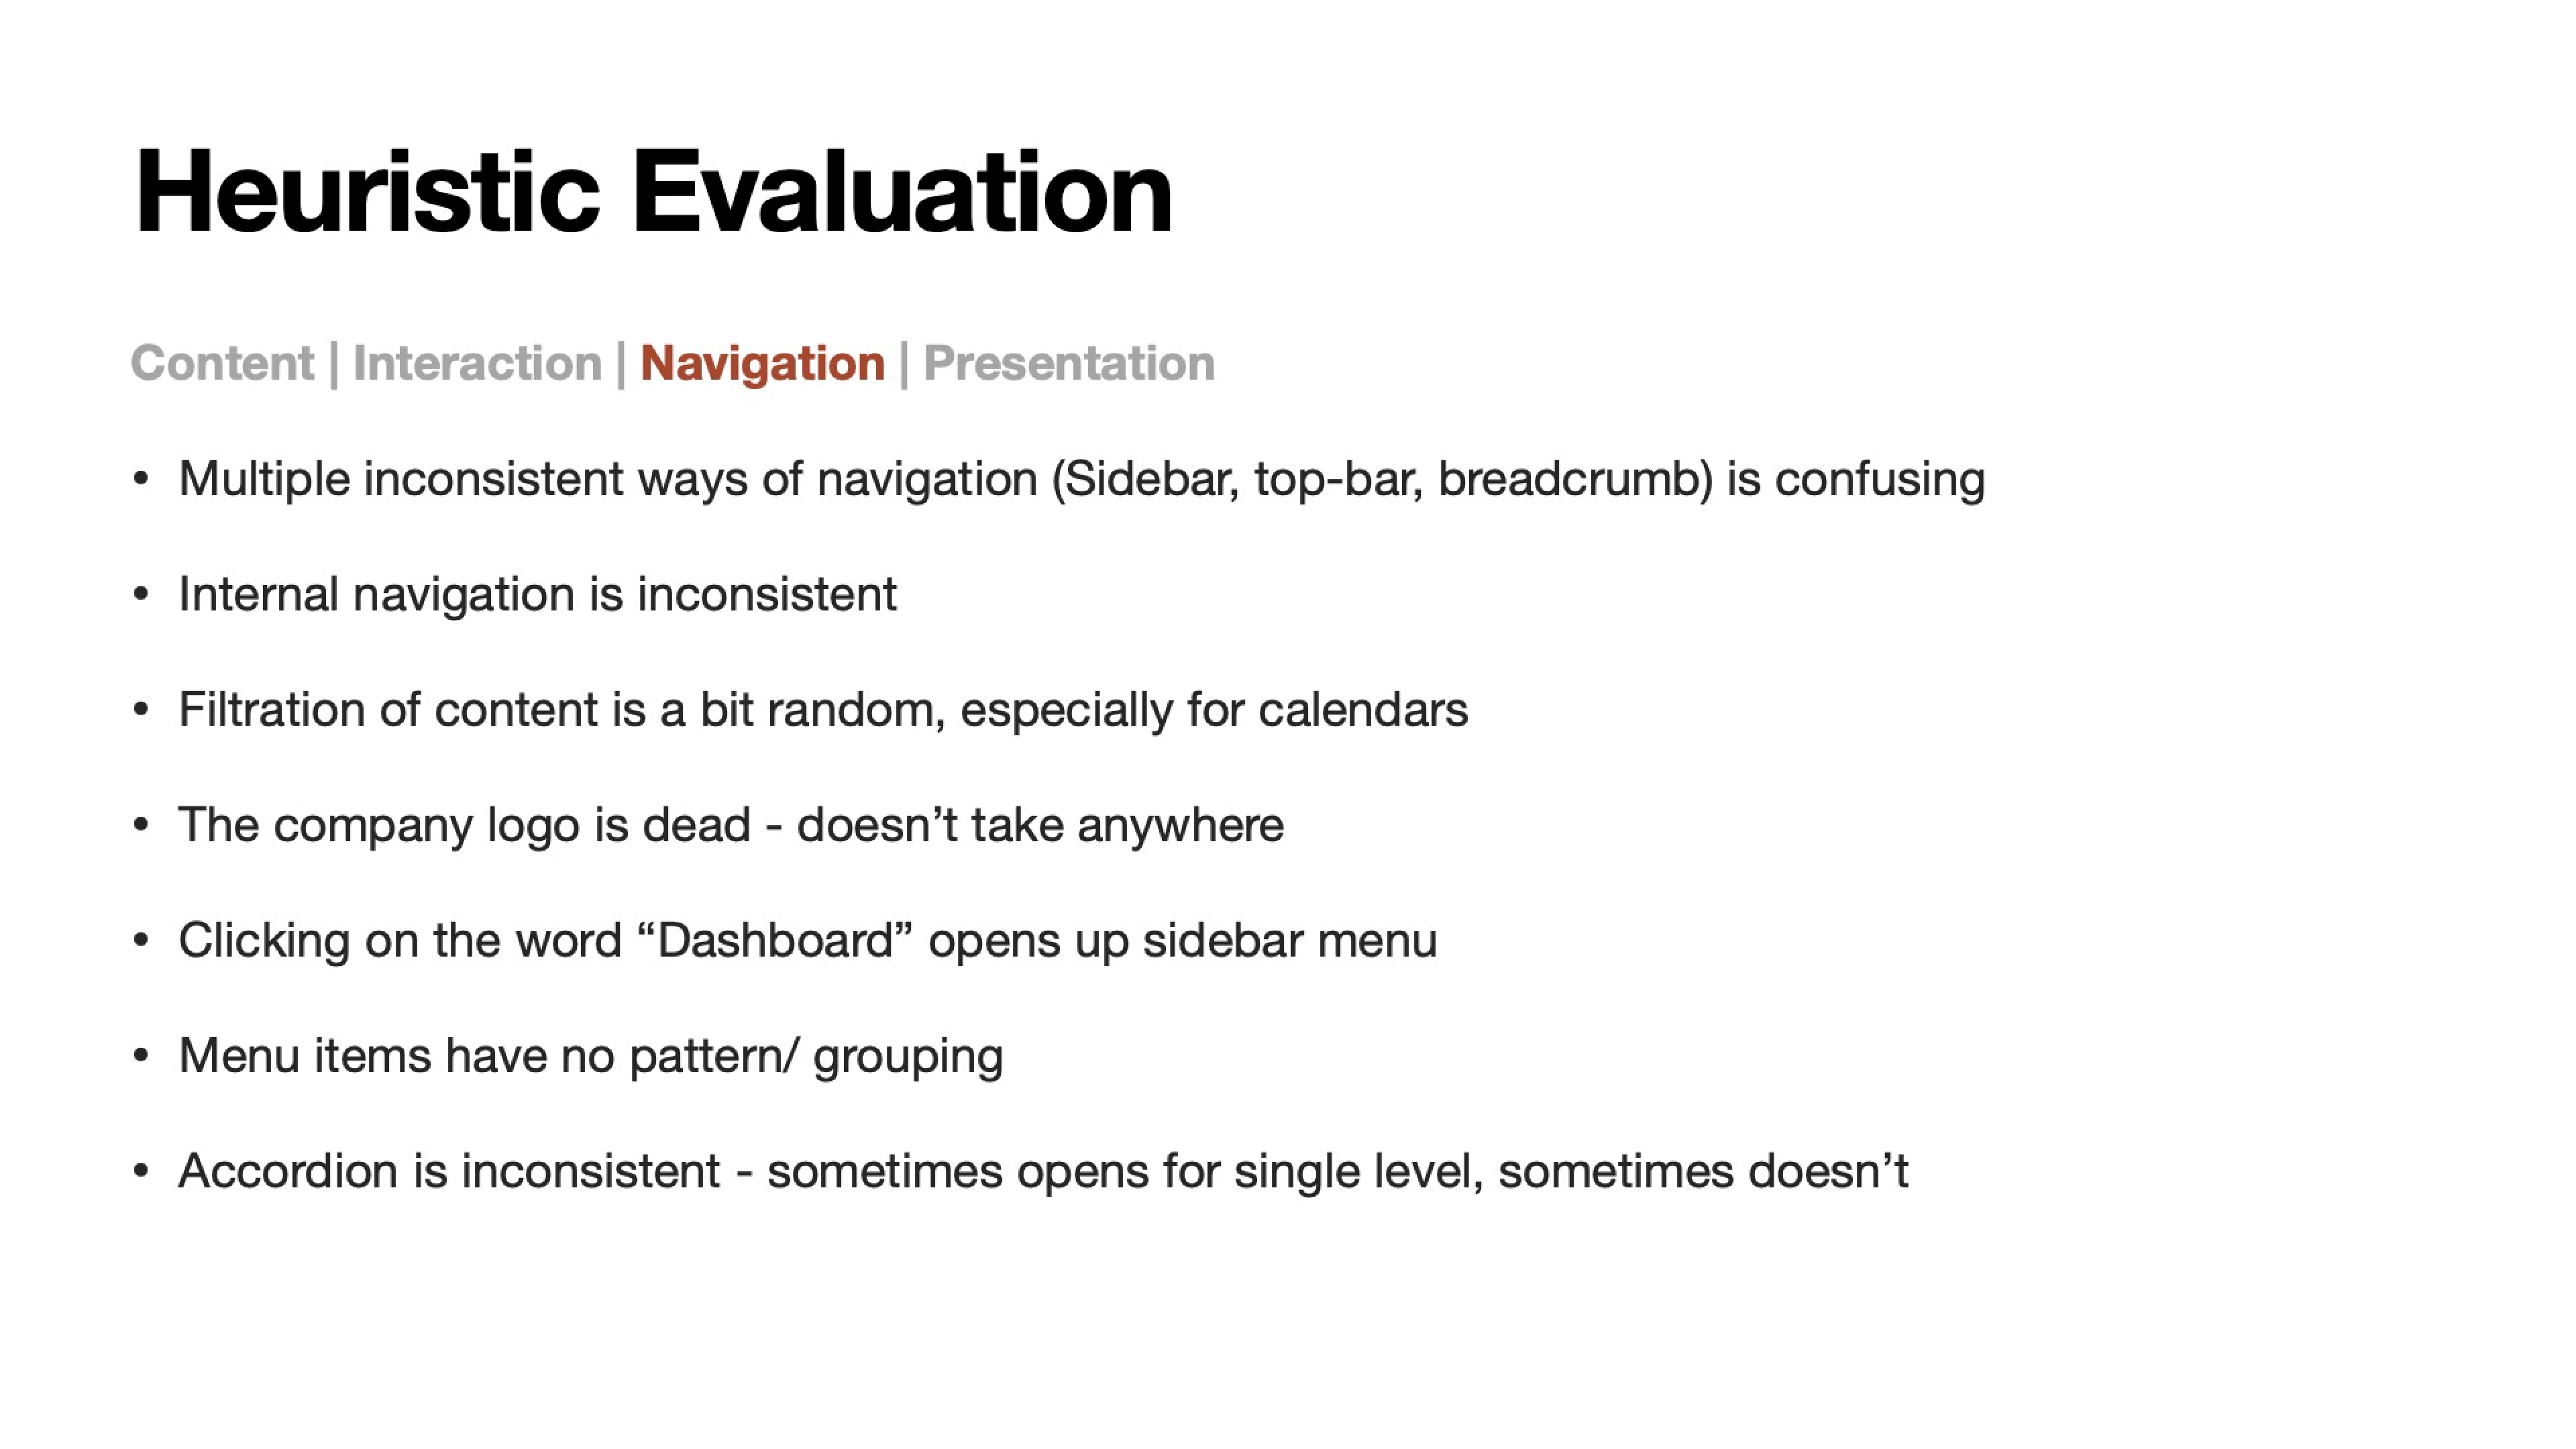 Heuristic Evaluation
Content | Interaction | Navigation | Presentation
• Multiple inconsistent ways of navigation (Sidebar, top-bar, breadcrumb) is confusing
• Internal navigation is inconsistent
• Filtration of content is a bit random, especially for calendars
• The company logo is dead - doesn’t take anywhere
• Clicking on the word “Dashboard” opens up sidebar menu
• Menu items have no pattern/ grouping
• Accordion is inconsistent - sometimes opens for single level, sometimes doesn’t